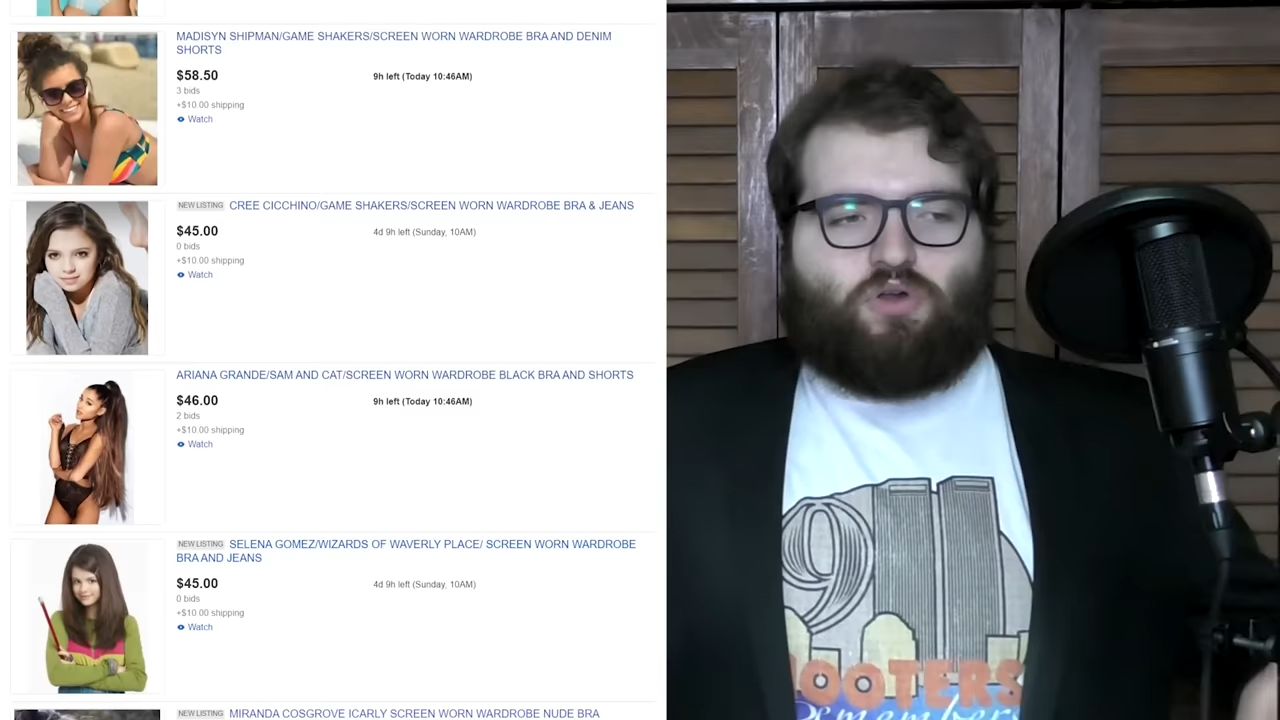 MADISYN SHIPMAN/GAME SHAKERS/SCREEN WORN WARDROBE BRA AND DENIM
SHORTS
$58.50
9h left (Today 10:46AM)
3 bids
+$10.00 shipping
Watch
NEW LISTING CREE CICCHINO/GAME SHAKERS/SCREEN WORN WARDROBE BRA & JEANS
$45.00
4d 9h left (Sunday, 10AM)
0 bids
+$10.00 shipping
Watch
ARIANA GRANDE/SAM AND CAT/SCREEN WORN WARDROBE BLACK BRA AND SHORTS
$46.00
9h left (Today 10:46AM)
2 bids
+$10.00 shipping
Watch
NEW LISTING SELENA GOMEZ/WIZARDS OF WAVERLY PLACE/ SCREEN WORN WARDROBE
BRA AND JEANS
$45.00
4d 9h left (Sunday, 10AM)
0 bids
+$10.00 shipping
Watch
NEW LISTING MIRANDA COSGROVE ICARLY SCREEN WORN WARDROBE NUDE BRA
9
HOOTERS
Remembers